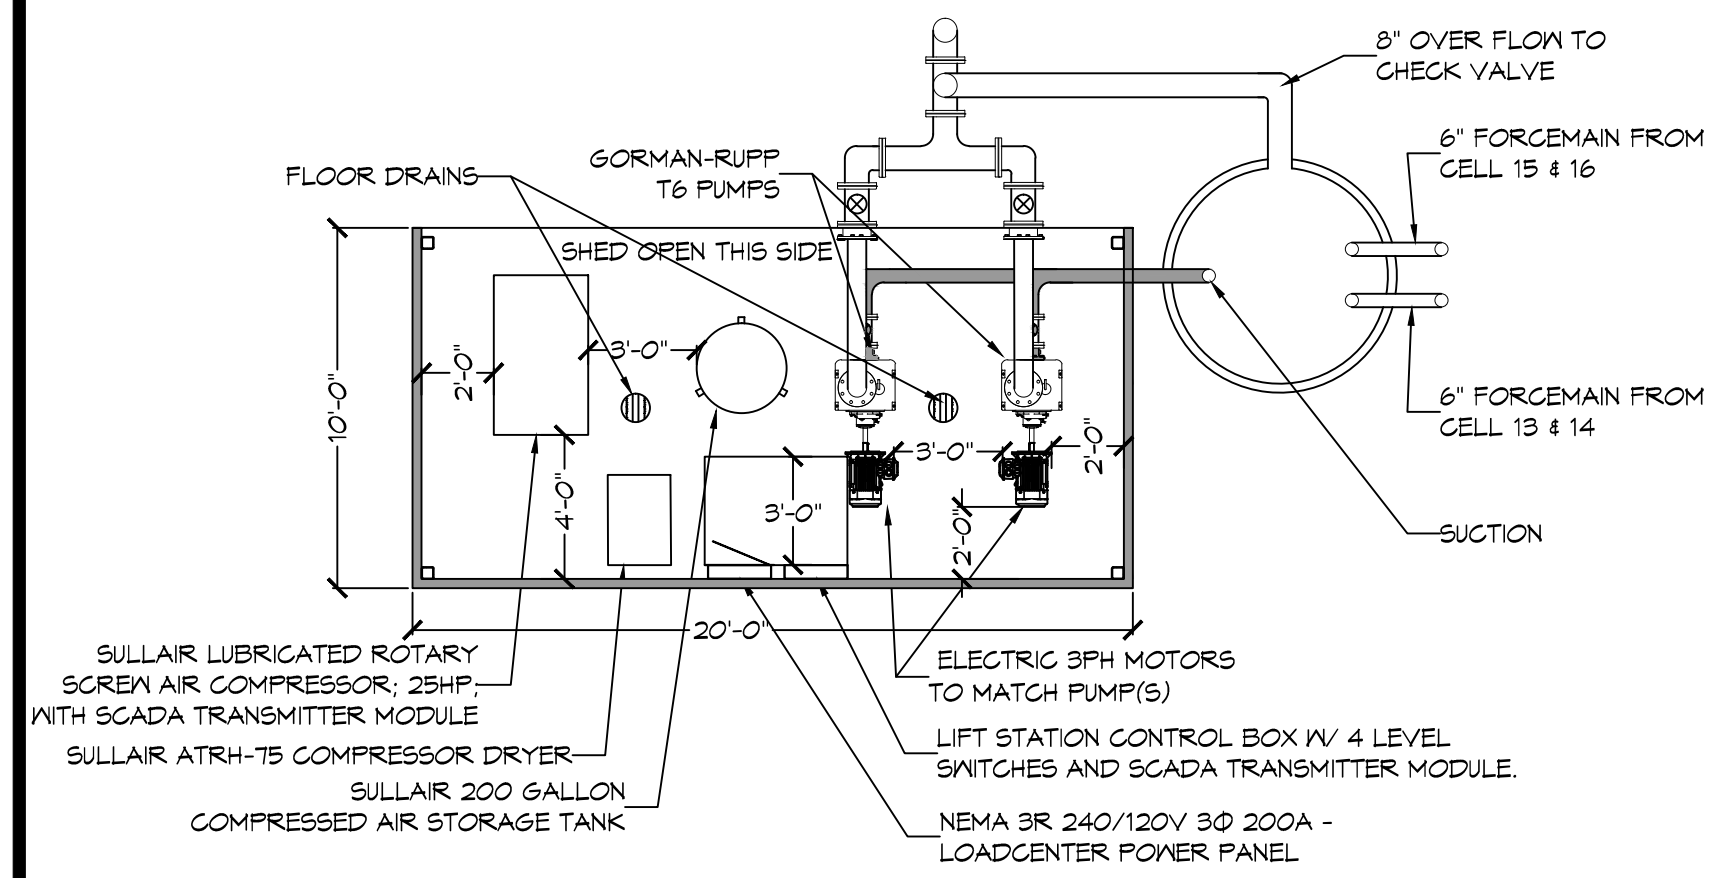 8" OVER FLOW TO
CHECK VALVE
6" FORCEMAIN FROM
CELL 15 & 16
GORMAN-RUPP
T6 PUMPS
FLOOR DRAINS
SHED OPEN THIS SIDE
10'-0"
2'-0"
3'-0"
4'-0"
3'-0"
3'-0"
2'-0"
2'-0"
20'-0"
6" FORCEMAIN FROM
CELL 13 & 14
SUCTION
SULLAIR LUBRICATED ROTARY
SCREW AIR COMPRESSOR; 25HP;
WITH SCADA TRANSMITTER MODULE
SULLAIR ATRH-75 COMPRESSOR DRYER
SULLAIR 200 GALLON
COMPRESSED AIR STORAGE TANK
ELECTRIC 3PH MOTORS
TO MATCH PUMP(S)
LIFT STATION CONTROL BOX W/ 4 LEVEL
SWITCHES AND SCADA TRANSMITTER MODULE.
NEMA 3R 240/120V 3Φ 200A -
LOADCENTER POWER PANEL